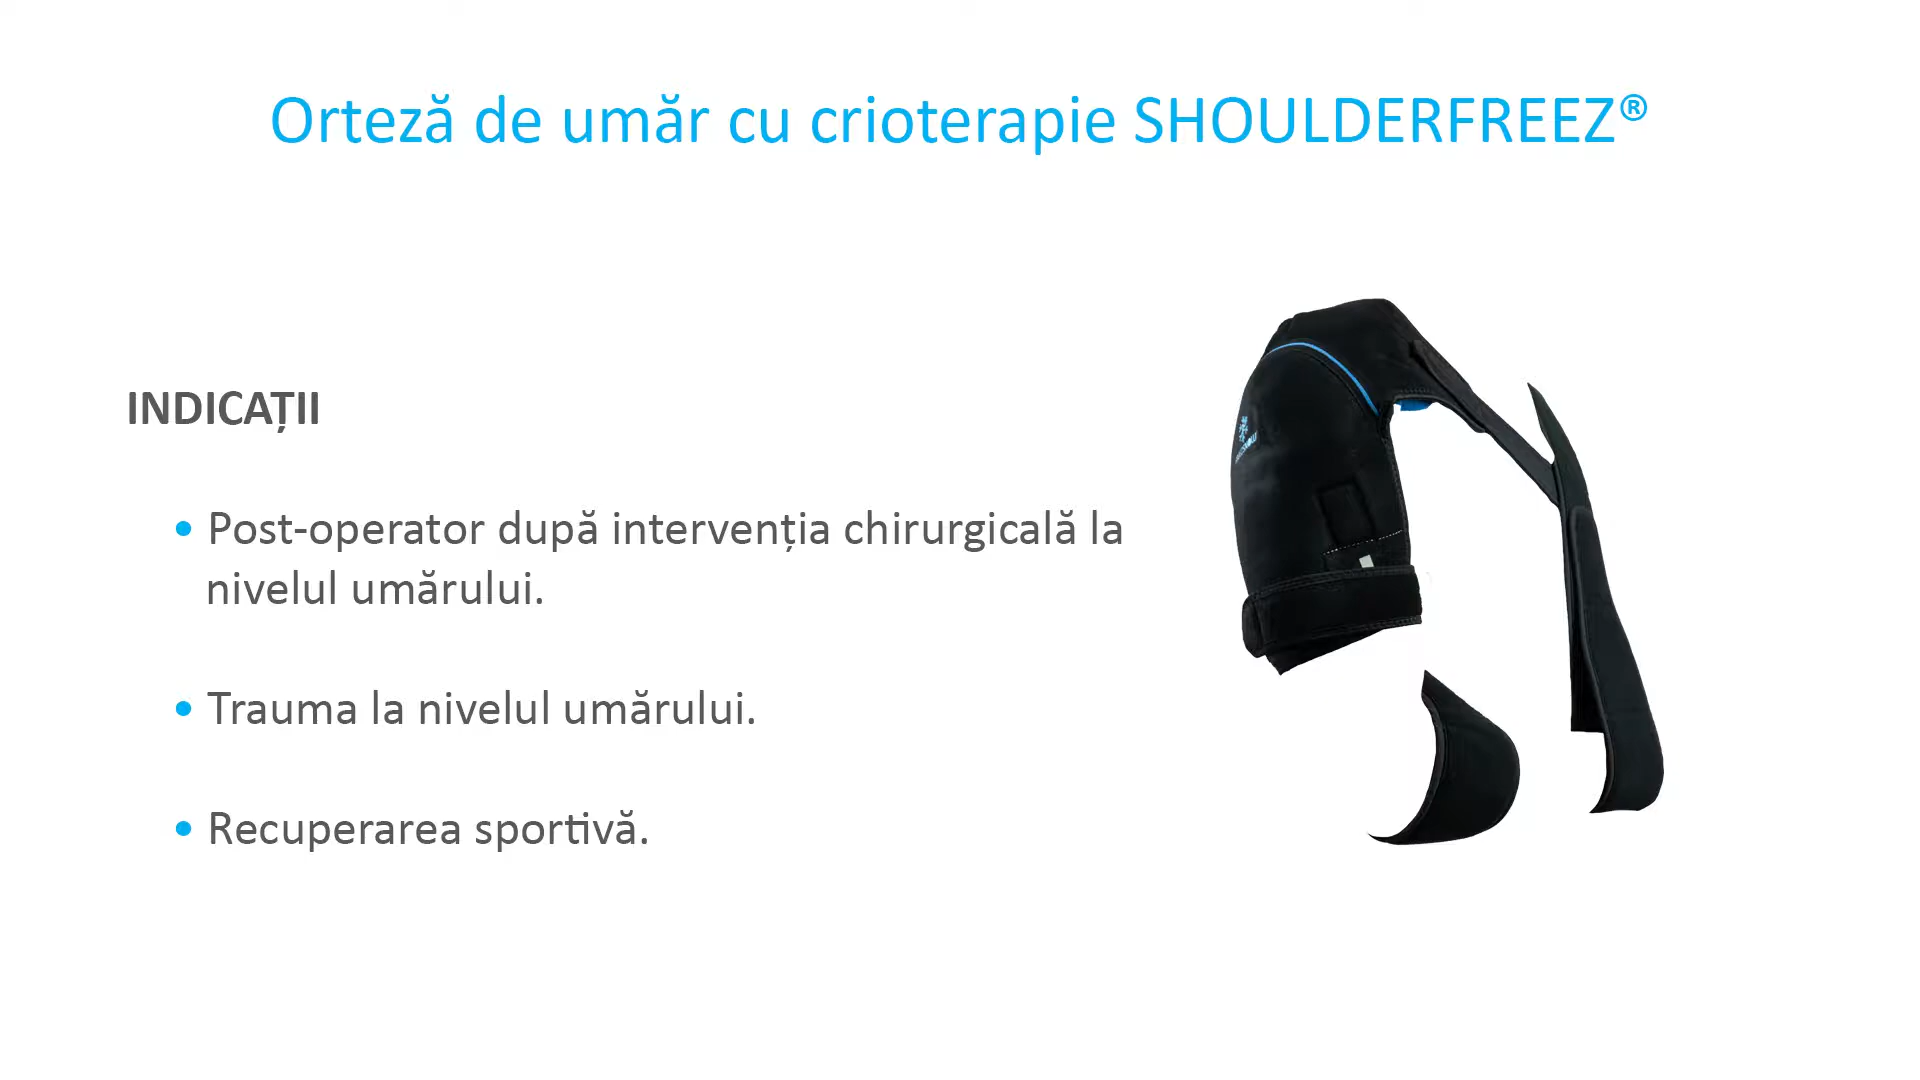 Orteză de umăr cu crioterapie SHOULDERFREEZ®
INDICAȚII
• Post-operator după intervenția chirurgicală la
nivelul umărului.
• Trauma la nivelul umărului.
• Recuperarea sportivă.